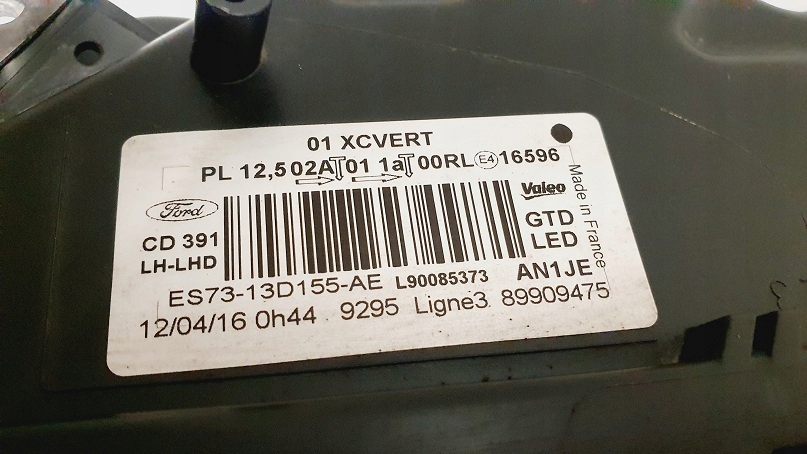 01 XCVERT
PL 12,5 02A 01 1a 00RL E4 16596
Ford
Valeo
Made in France
CD 391
GTD
LH-LHD
LED
ES73-13D155-AE L90085373 AN1JE
12/04/16 0h44 9295 Ligne3 89909475